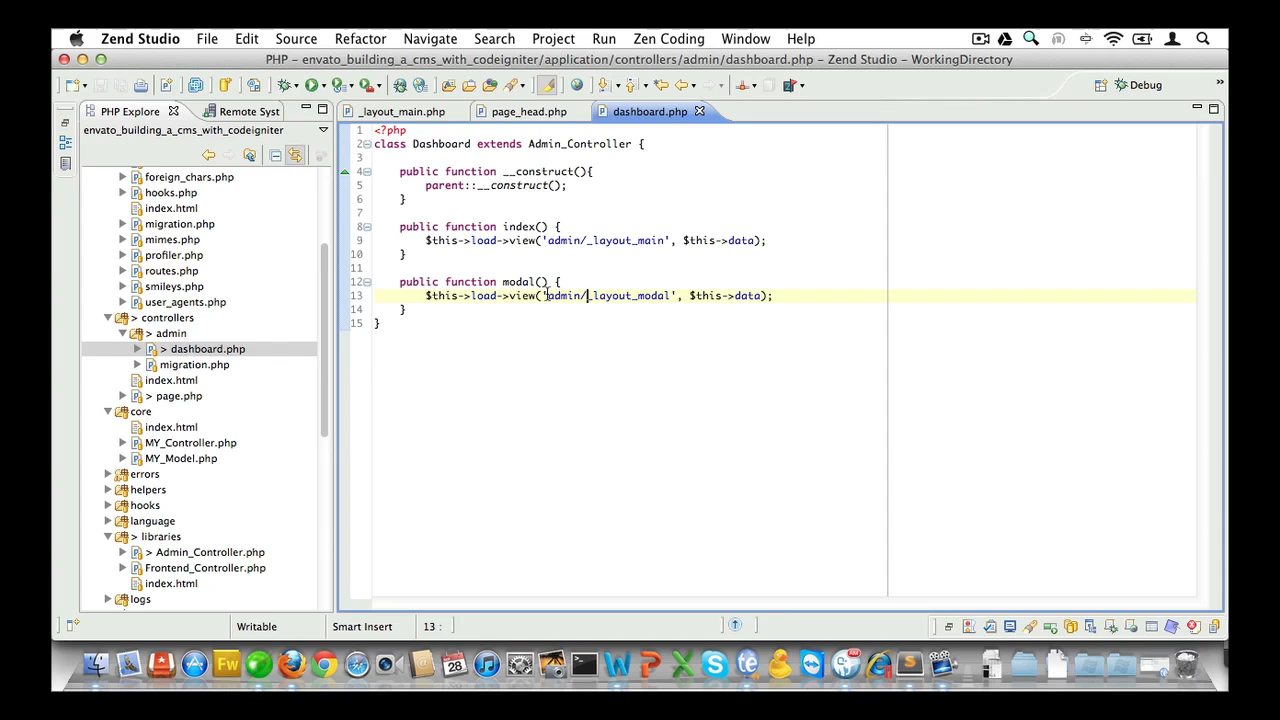 Zend Studio File Edit Source Refactor Navigate Search Project Run Zen Coding Window Help
PHP - envato_building_a_cms_with_codeigniter/application/controllers/admin/dashboard.php - Zend Studio - WorkingDirectory
Debug
PHP Explore Remote Syst
envato_building_a_cms_with_codeigniter
foreign_chars.php
hooks.php
index.html
migration.php
mimes.php
profiler.php
routes.php
smileys.php
user_agents.php
> controllers
> admin
> dashboard.php
migration.php
index.html
> page.php
core
index.html
MY_Controller.php
MY_Model.php
errors
helpers
hooks
language
> libraries
> Admin_Controller.php
Frontend_Controller.php
index.html
logs
_layout_main.php page_head.php dashboard.php
1 <?php
2 class Dashboard extends Admin_Controller {
3
4 public function __construct(){
5 parent::__construct();
6 }
7
8 public function index() {
9 $this->load->view('admin/_layout_main', $this->data);
10 }
11
12 public function modal() {
13 $this->load->view('admin/_layout_modal', $this->data);
14 }
15 }
Writable Smart Insert 13 :
Fw
28
te